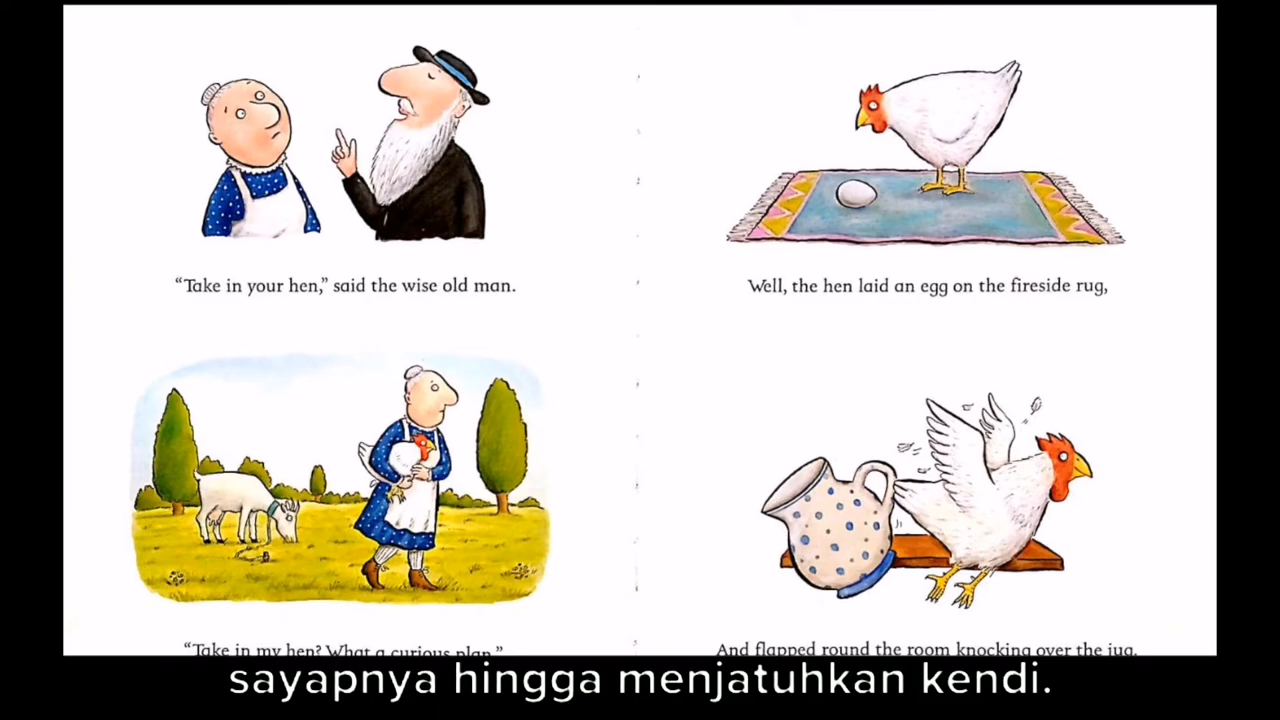 “Take in your hen,” said the wise old man.
“Take in my hen? What a curious plan.”
Well, the hen laid an egg on the fireside rug,
And flapped round the room knocking over the jug.
sayapnya hingga menjatuhkan kendi.